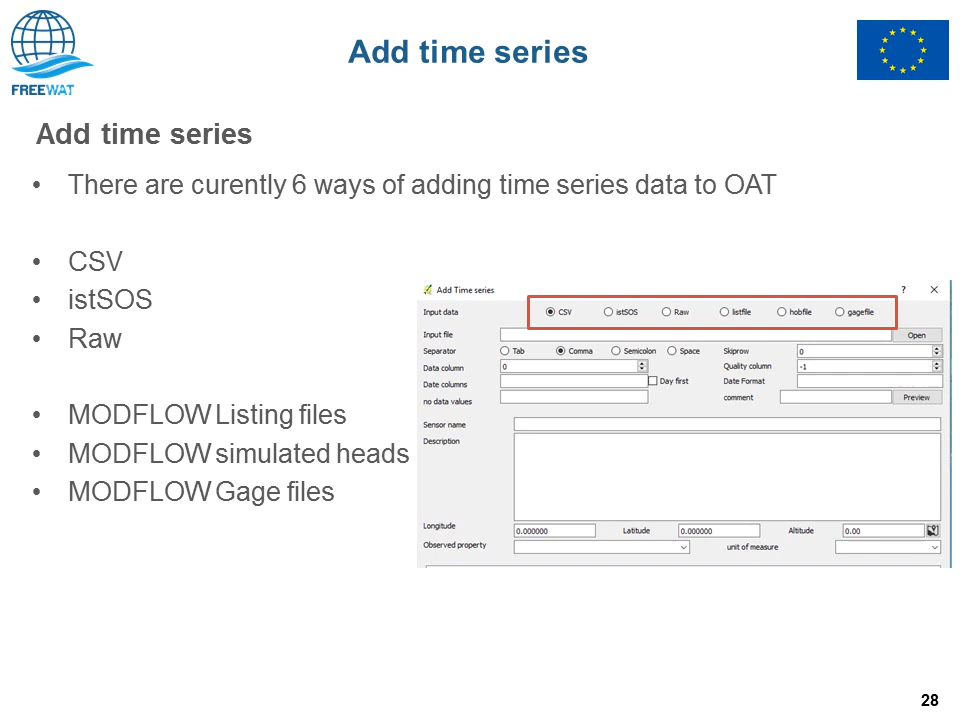 Add time series
FREEWAT
Add time series
• There are curently 6 ways of adding time series data to OAT
• CSV
• istSOS
• Raw
• MODFLOW Listing files
• MODFLOW simulated heads
• MODFLOW Gage files
Add Time series ?
Input data CSV istSOS Raw listfile hobfile gagefile
Input file Open
Separator Tab Comma Semicolon Space Skiprow 0
Data column 0 Quality column -1
Date columns Day first Date Format
no data values comment Preview
Sensor name
Description
Longitude 0.000000 Latitude 0.000000 Altitude 0.00
Observed property unit of measure
28